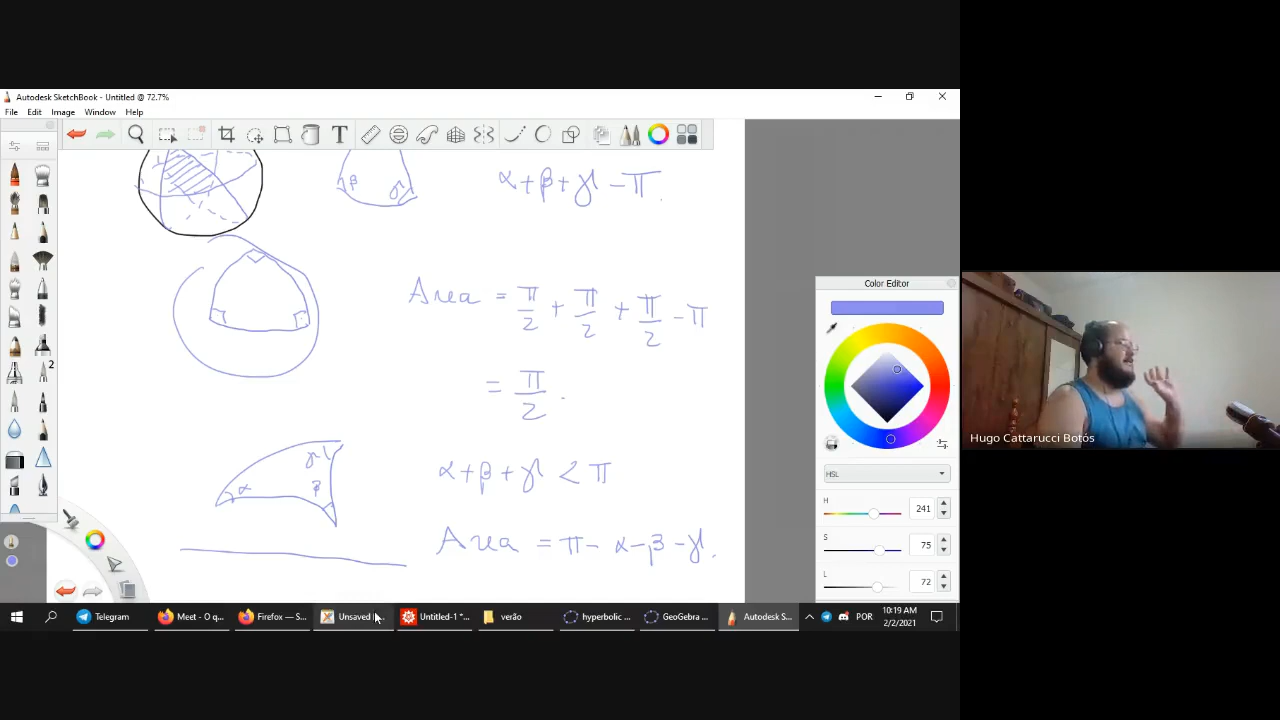 Autodesk SketchBook - Untitled @ 72.7%
File Edit Image Window Help
T
α+β+γ-π.
β γ
Area = π/2 + π/2 + π/2 - π
= π/2.
α β γ
α+β+γ < π
Area = π-α-β-γ.
2
Color Editor
HSL
H 241
S 75
L 72
Hugo Cattarucci Botós
Telegram
Meet - O q...
Firefox — S...
Unsaved
Untitled-1 *...
verão
hyperbolic ...
GeoGebra ...
Autodesk S...
POR
10:19 AM
2/2/2021